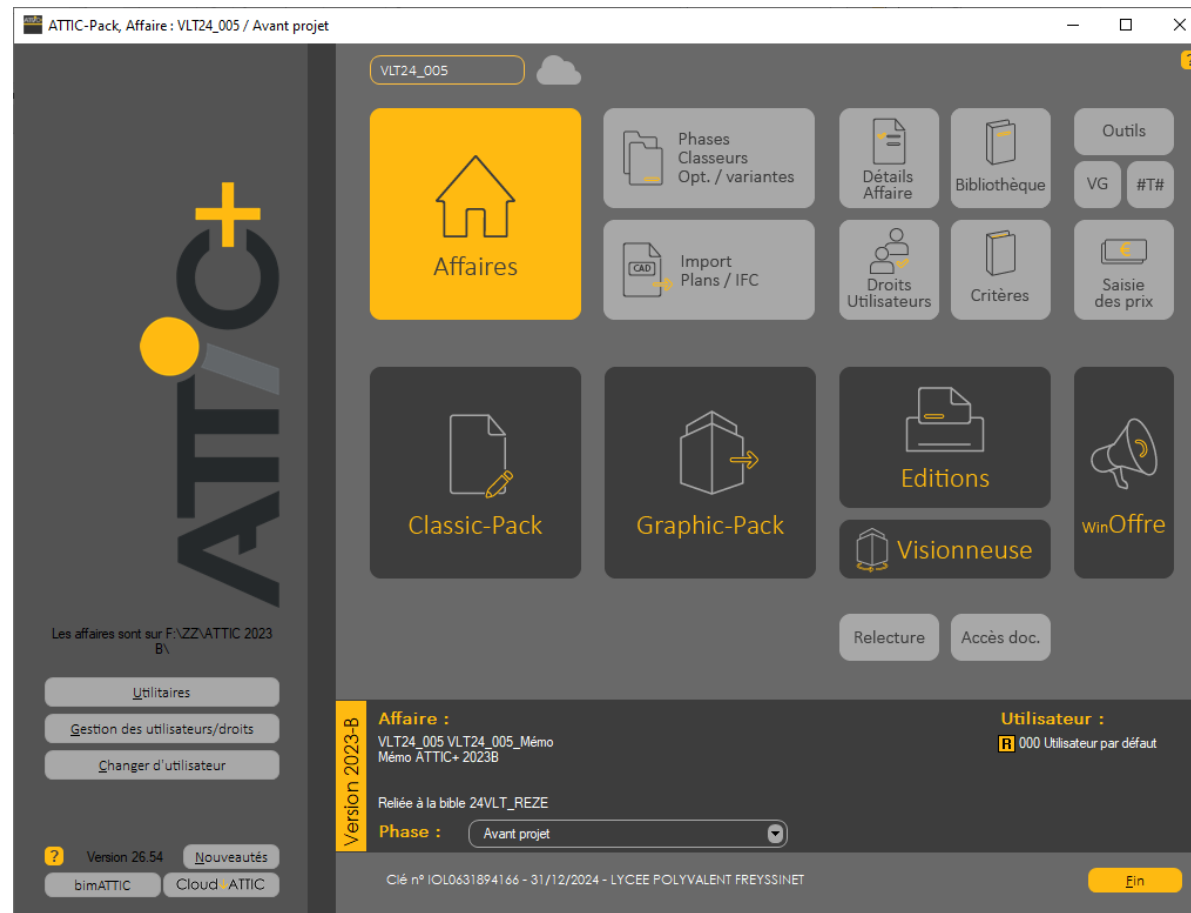 ATTIC-Pack, Affaire : VLT24_005 / Avant projet
VLT24_005
?
Affaires
Phases
Classeurs
Opt. / variantes
Import
Plans / IFC
CAD
Détails
Affaire
Bibliothèque
Droits
Utilisateurs
Critères
Outils
VG
#T#
€
Saisie
des prix
Classic-Pack
Graphic-Pack
Editions
Visionneuse
WinOffre
Relecture
Accès doc.
ATTIC+
Les affaires sont sur F:\ZZ\ATTIC 2023
B\
Utilitaires
Gestion des utilisateurs/droits
Changer d'utilisateur
? Version 26.54
Nouveautés
bimATTIC
Cloud ATTIC
Version 2023-B
Affaire :
VLT24_005 VLT24_005_Mémo
Mémo ATTIC+ 2023B
Reliée à la bible 24VLT_REZE
Phase :
Avant projet
Utilisateur :
R 000 Utilisateur par défaut
Clé n° IOL0631894166 - 31/12/2024 - LYCEE POLYVALENT FREYSSINET
Fin